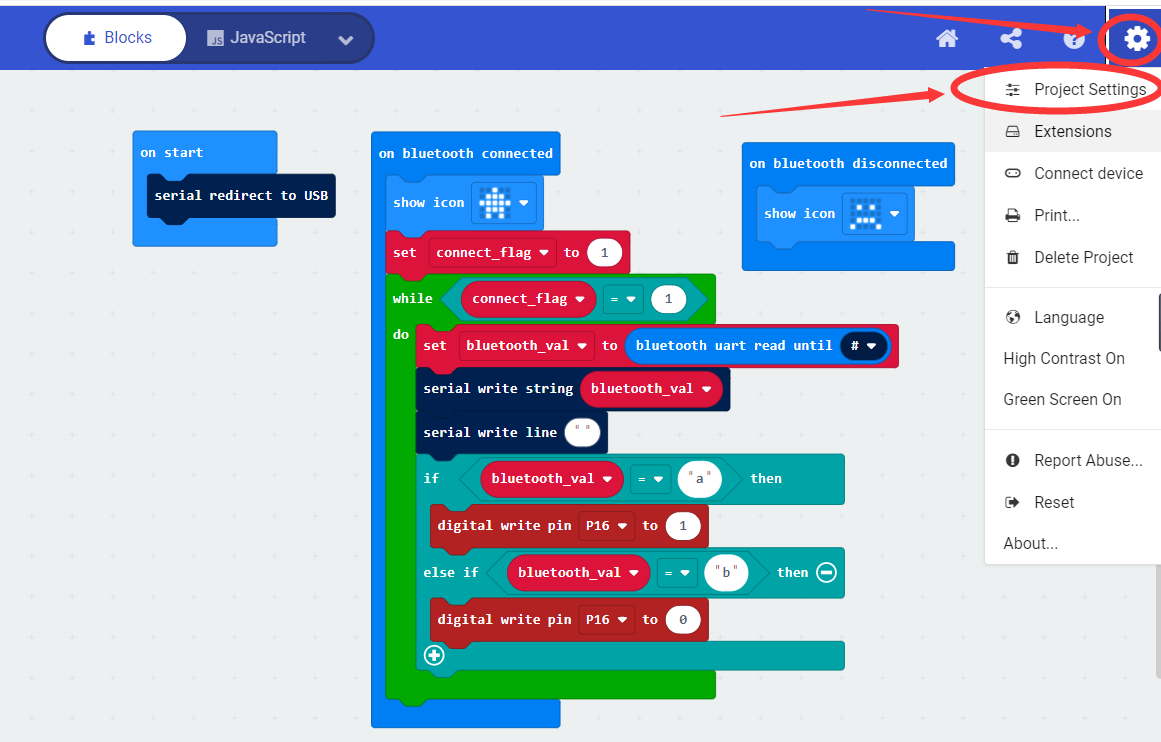 Blocks
JS JavaScript
?
Project Settings
Extensions
Connect device
Print...
Delete Project
Language
High Contrast On
Green Screen On
Report Abuse...
Reset
About...
on start
serial redirect to USB
on bluetooth connected
show icon
set connect_flag to 1
while connect_flag = 1
do set bluetooth_val to bluetooth uart read until #
serial write string bluetooth_val
serial write line " "
if bluetooth_val = "a" then
digital write pin P16 to 1
else if bluetooth_val = "b" then
digital write pin P16 to 0
on bluetooth disconnected
show icon